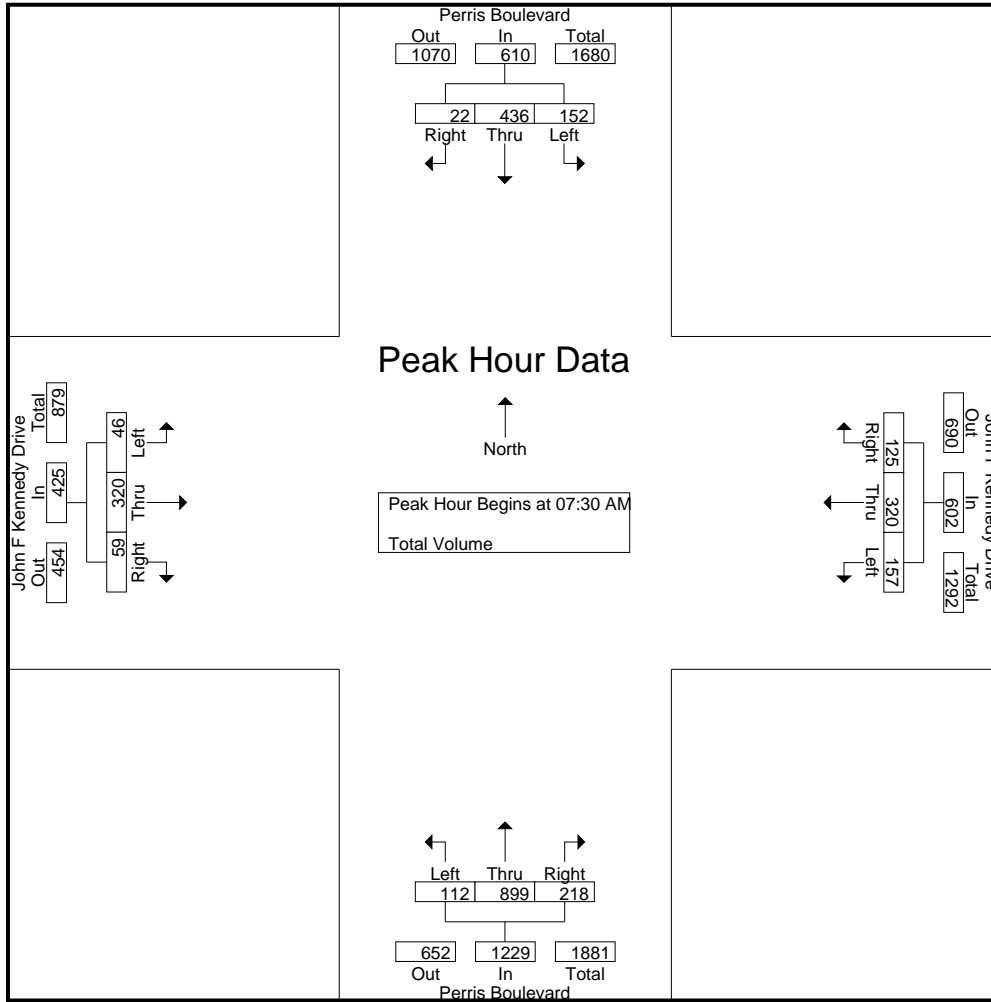 Perris Boulevard
Out In Total
1070 610 1680
22 436 152
Right Thru Left
Peak Hour Data
North
Peak Hour Begins at 07:30 AM
Total Volume
John F Kennedy Drive
Total In Out
879 425 454
46 320 59
Left Thru Right
John F Kennedy Drive
Out In Total
690 602 1292
125 320 157
Right Thru Left
Left Thru Right
112 899 218
652 1229 1881
Out In Total
Perris Boulevard